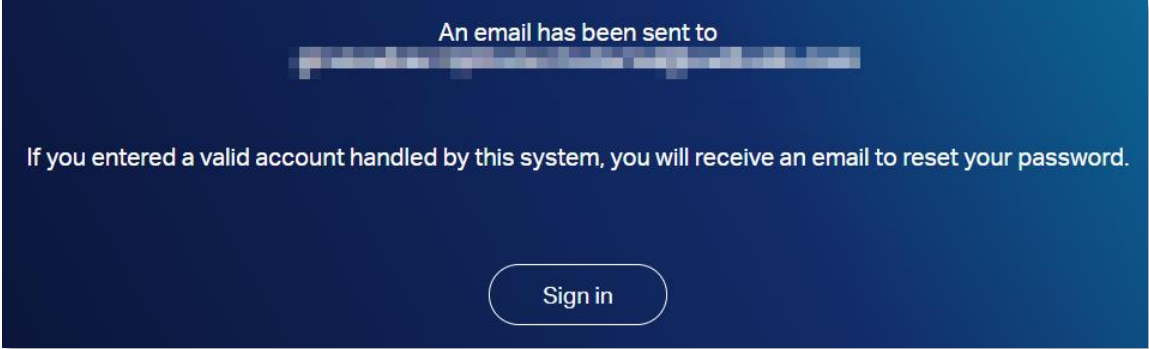 An email has been sent to
If you entered a valid account handled by this system, you will receive an email to reset your password.
Sign in